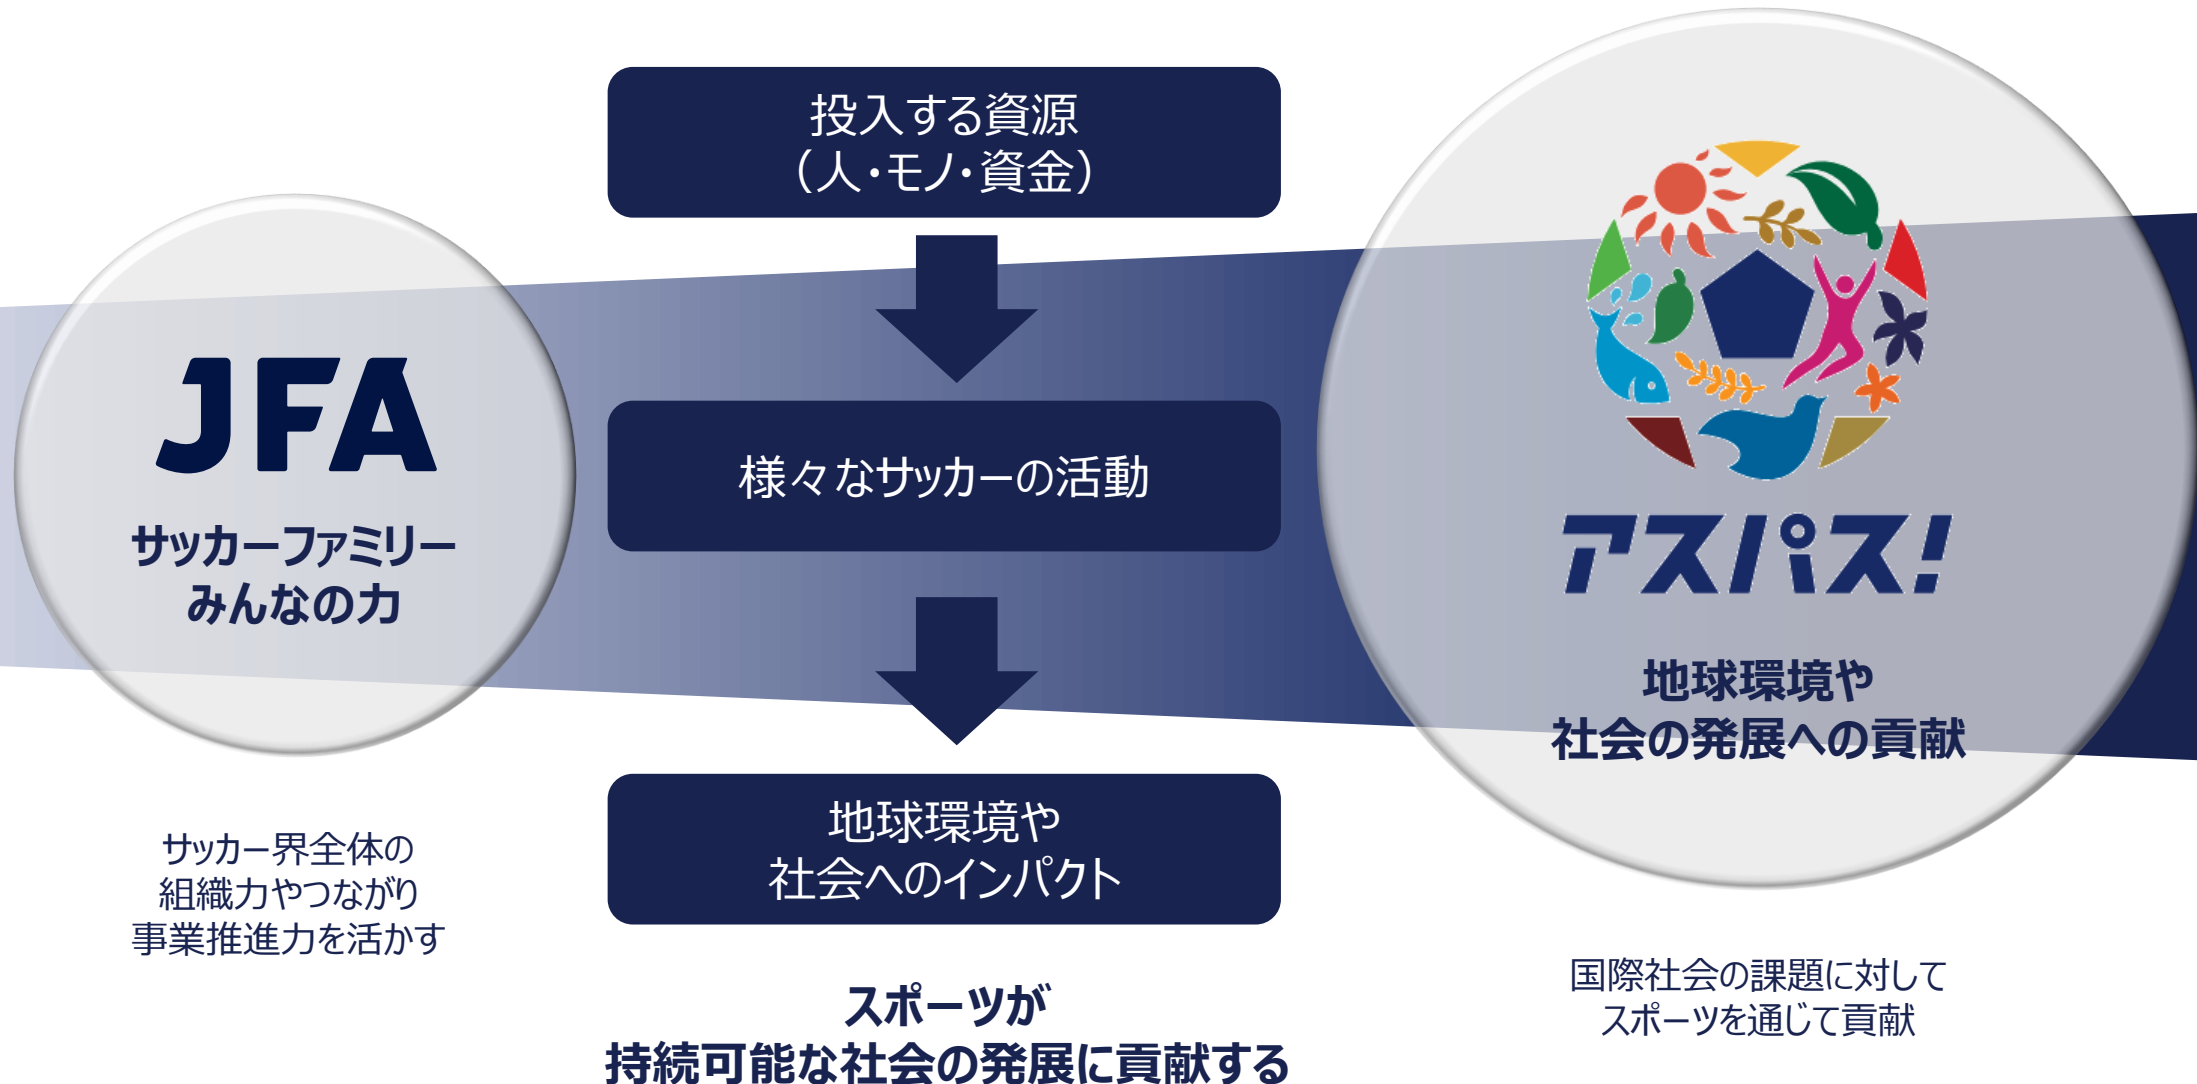 JFA
サッカーファミリー
みんなの力
サッカー界全体の
組織力やつながり
事業推進力を活かす
投入する資源
（人・モノ・資金）
様々なサッカーの活動
地球環境や
社会へのインパクト
スポーツが
持続可能な社会の発展に貢献する
アスパス！
地球環境や
社会の発展への貢献
国際社会の課題に対して
スポーツを通じて貢献